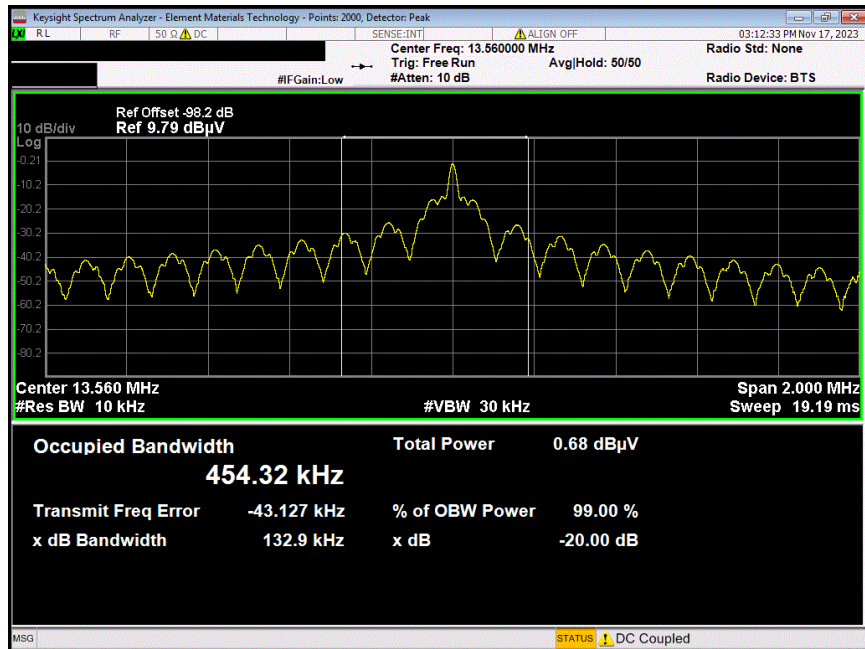 Keysight Spectrum Analyzer - Element Materials Technology - Points: 2000, Detector: Peak
LXI RL RF 50 Ω DC SENSE:INT ALIGN OFF 03:12:33 PM Nov 17, 2023
Center Freq: 13.560000 MHz Radio Std: None
Trig: Free Run Avg|Hold: 50/50
#IFGain:Low #Atten: 10 dB Radio Device: BTS
Ref Offset -98.2 dB
10 dB/div Ref 9.79 dBµV
Log
-0.21
-10.2
-20.2
-30.2
-40.2
-50.2
-60.2
-70.2
-80.2
Center 13.560 MHz Span 2.000 MHz
#Res BW 10 kHz #VBW 30 kHz Sweep 19.19 ms
Occupied Bandwidth Total Power 0.68 dBµV
454.32 kHz
Transmit Freq Error -43.127 kHz % of OBW Power 99.00 %
x dB Bandwidth 132.9 kHz x dB -20.00 dB
MSG STATUS DC Coupled